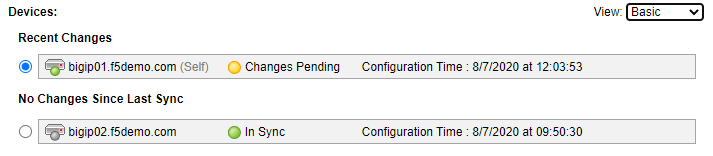 Devices: View: Basic
Recent Changes
bigip01.f5demo.com (Self) Changes Pending Configuration Time : 8/7/2020 at 12:03:53
No Changes Since Last Sync
bigip02.f5demo.com In Sync Configuration Time : 8/7/2020 at 09:50:30